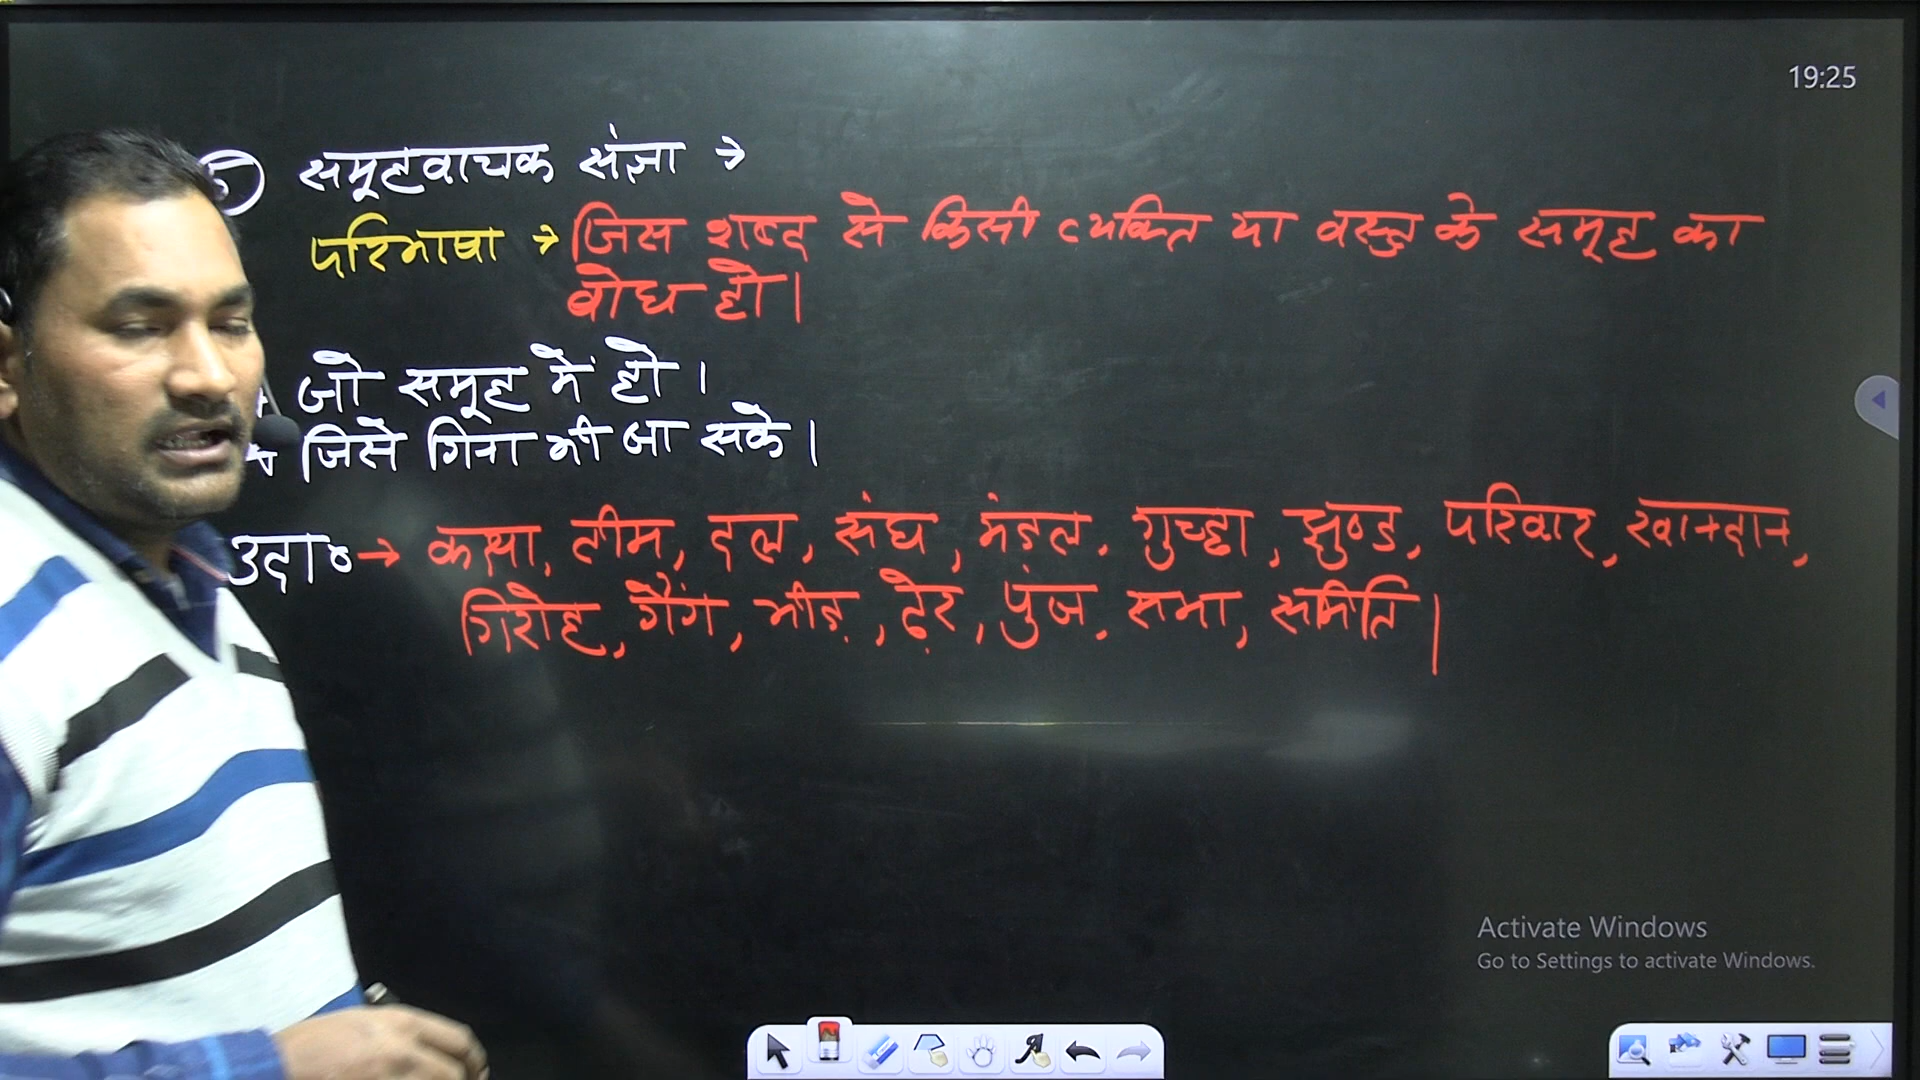 19:25
5 समूहवाचक संज्ञा →
परिभाषा → जिस शब्द से किसी व्यक्ति या वस्तु के समूह का
बोध हो।
* जो समूह में हो।
* जिसे गिना भी जा सके।
उदा० → कक्षा, टीम, दल, संघ, मंड़ल, गुच्छा, झुण्ड, परिवार, खानदान,
गिरोह, गैंग, भीड़, ढ़ेर, पुंज, सभा, समिति।
Activate Windows
Go to Settings to activate Windows.